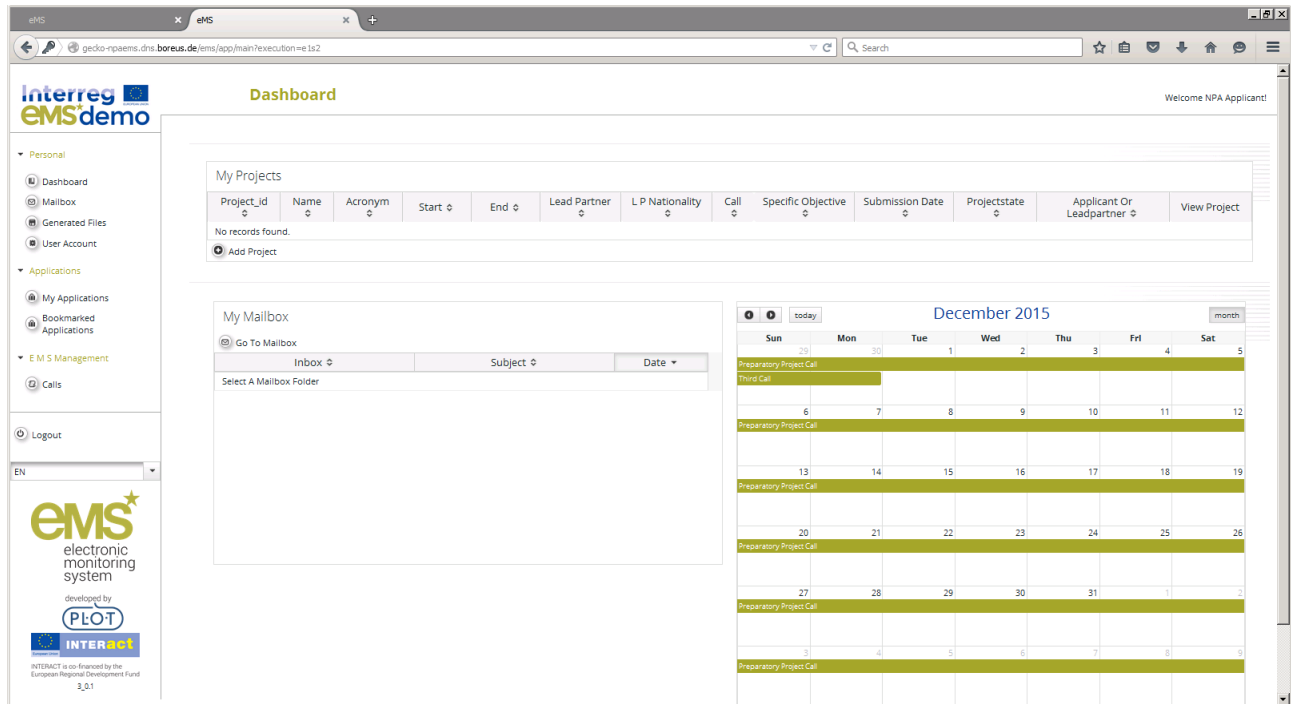 eMS
eMS
gecko-npaems.dns.boreus.de/ems/app/main?execution=e1s2
Search
Interreg
EUROPEAN UNION
eMS demo
Dashboard
Welcome NPA Applicant!
Personal
Dashboard
Mailbox
Generated Files
User Account
Applications
My Applications
Bookmarked
Applications
E M S Management
Calls
Logout
EN
eMS
electronic
monitoring
system
developed by
PLOT
INTERact
European Union
INTERACT is co-financed by the
European Regional Development Fund
3_0.1
My Projects
Project_id Name Acronym Start End Lead Partner L P Nationality Call Specific Objective Submission Date Projectstate Applicant Or Leadpartner View Project
No records found.
Add Project
My Mailbox
Go To Mailbox
Inbox Subject Date
Select A Mailbox Folder
today December 2015 month
Sun Mon Tue Wed Thu Fri Sat
29 30 1 2 3 4 5
Preparatory Project Call
Third Call
6 7 8 9 10 11 12
Preparatory Project Call
13 14 15 16 17 18 19
Preparatory Project Call
20 21 22 23 24 25 26
Preparatory Project Call
27 28 29 30 31 1 2
Preparatory Project Call
3 4 5 6 7 8 9
Preparatory Project Call